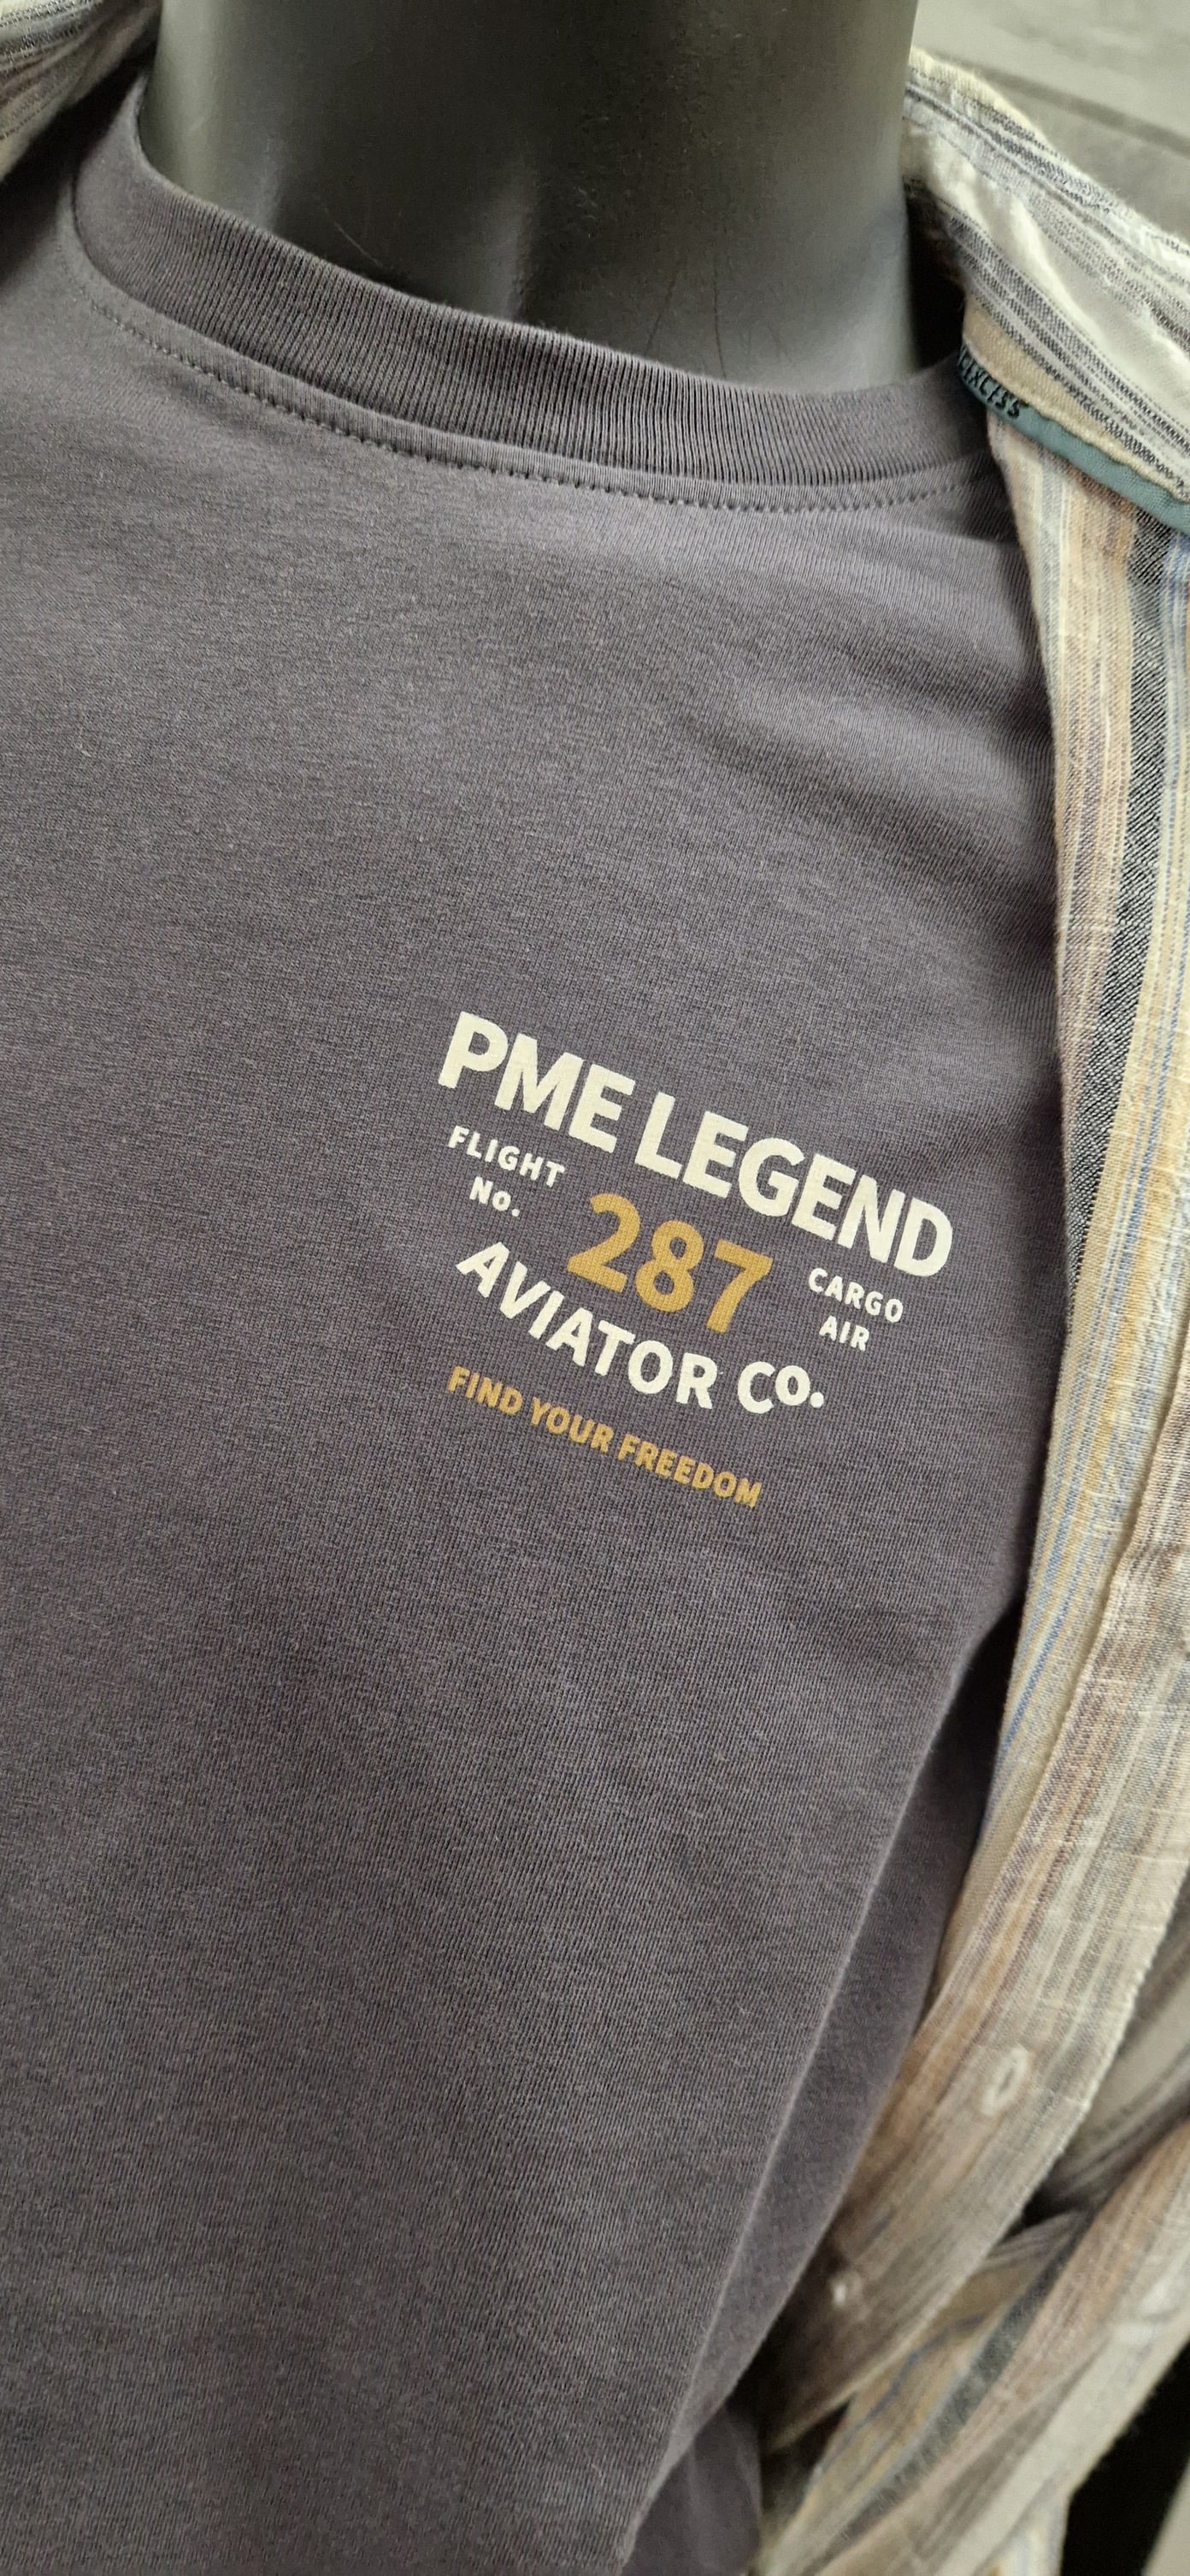 PME LEGEND
FLIGHT
No.
287
CARGO
AIR
AVIATOR Co.
FIND YOUR FREEDOM